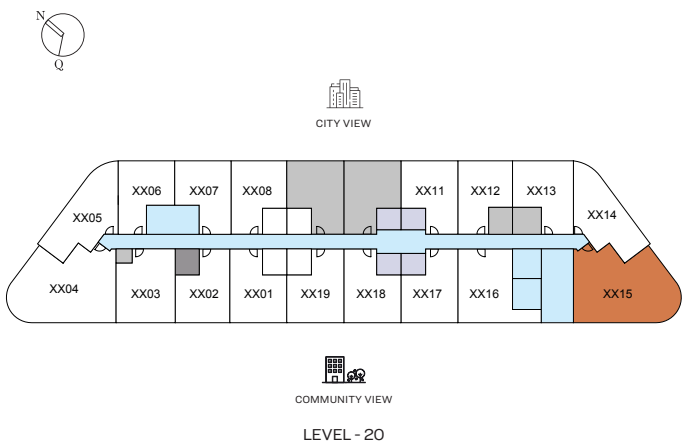 N
Q
CITY VIEW
XX06 XX07 XX08 XX11 XX12 XX13
XX05 XX14
XX04 XX03 XX02 XX01 XX19 XX18 XX17 XX16 XX15
COMMUNITY VIEW
LEVEL - 20